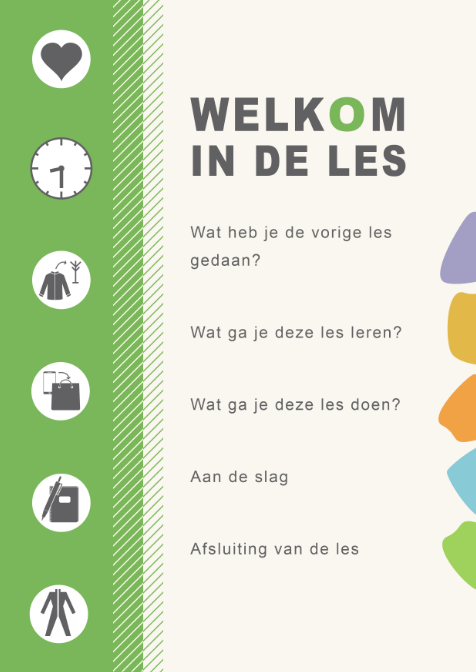 WELKOM
IN DE LES
Wat heb je de vorige les
gedaan?
Wat ga je deze les leren?
Wat ga je deze les doen?
Aan de slag
Afsluiting van de les